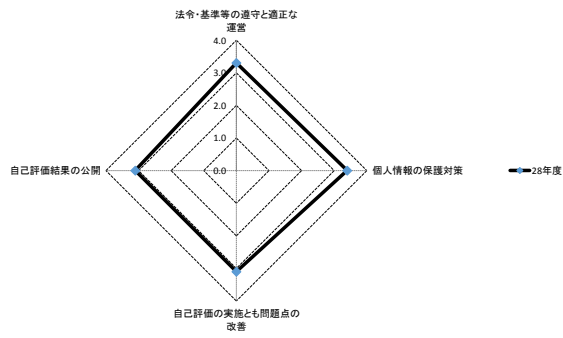 法令・基準等の遵守と適正な
運営
4.0
3.0
2.0
1.0
0.0
自己評価結果の公開
個人情報の保護対策
28年度
自己評価の実施とも問題点の
改善